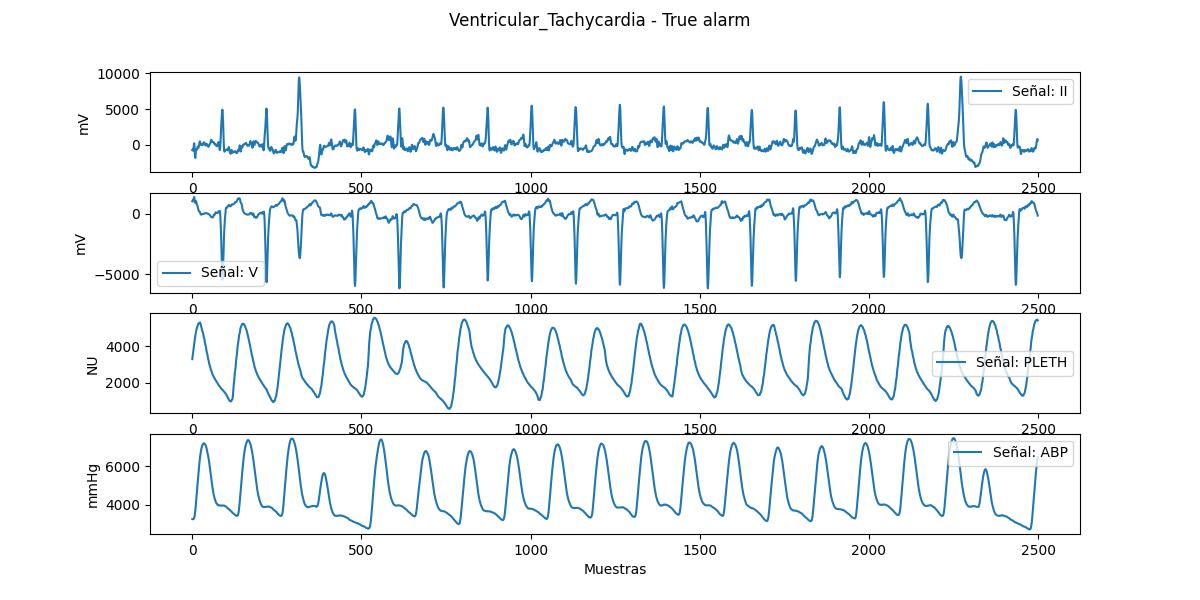 Ventricular_Tachycardia - True alarm
10000
5000
0
mV
Señal: II
0 500 1000 1500 2000 2500
0
−5000
mV
Señal: V
0 500 1000 1500 2000 2500
4000
2000
NU
Señal: PLETH
0 500 1000 1500 2000 2500
6000
4000
mmHg
Señal: ABP
0 500 1000 1500 2000 2500
Muestras